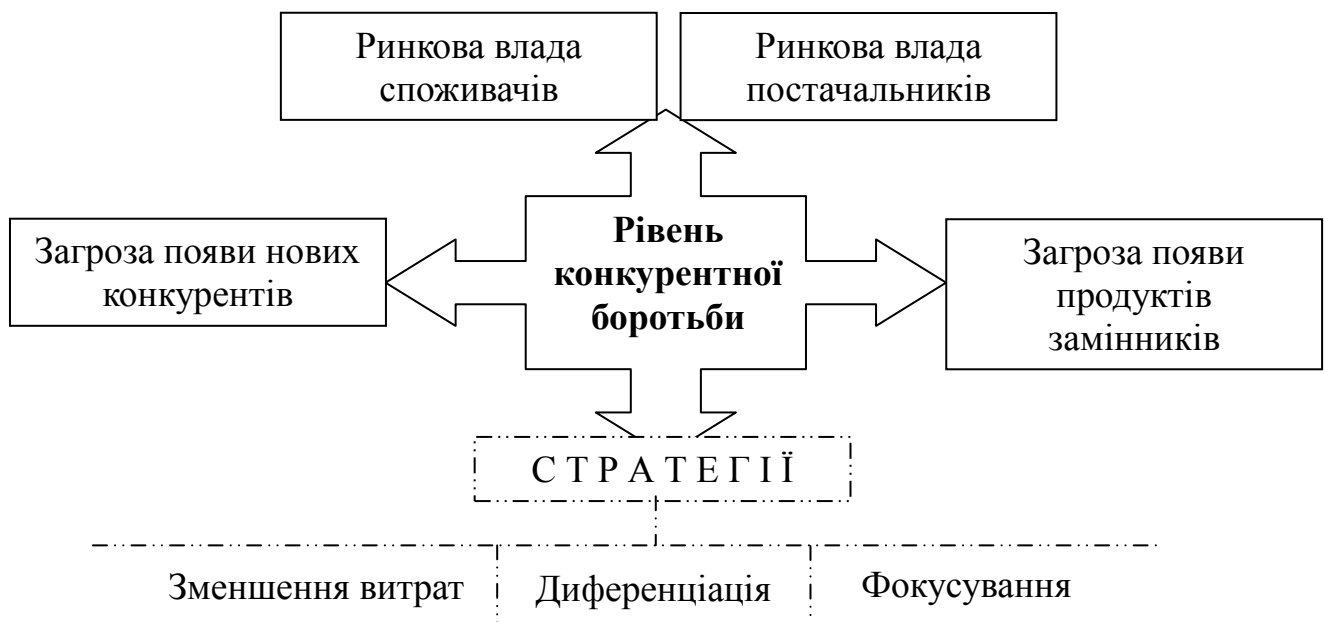 Ринкова влада
споживачів
Ринкова влада
постачальників
Загроза появи нових
конкурентів
Рівень
конкурентної
боротьби
Загроза появи
продуктів
замінників
С Т Р А Т Е Г І Ї
Зменшення витрат
Диференціація
Фокусування